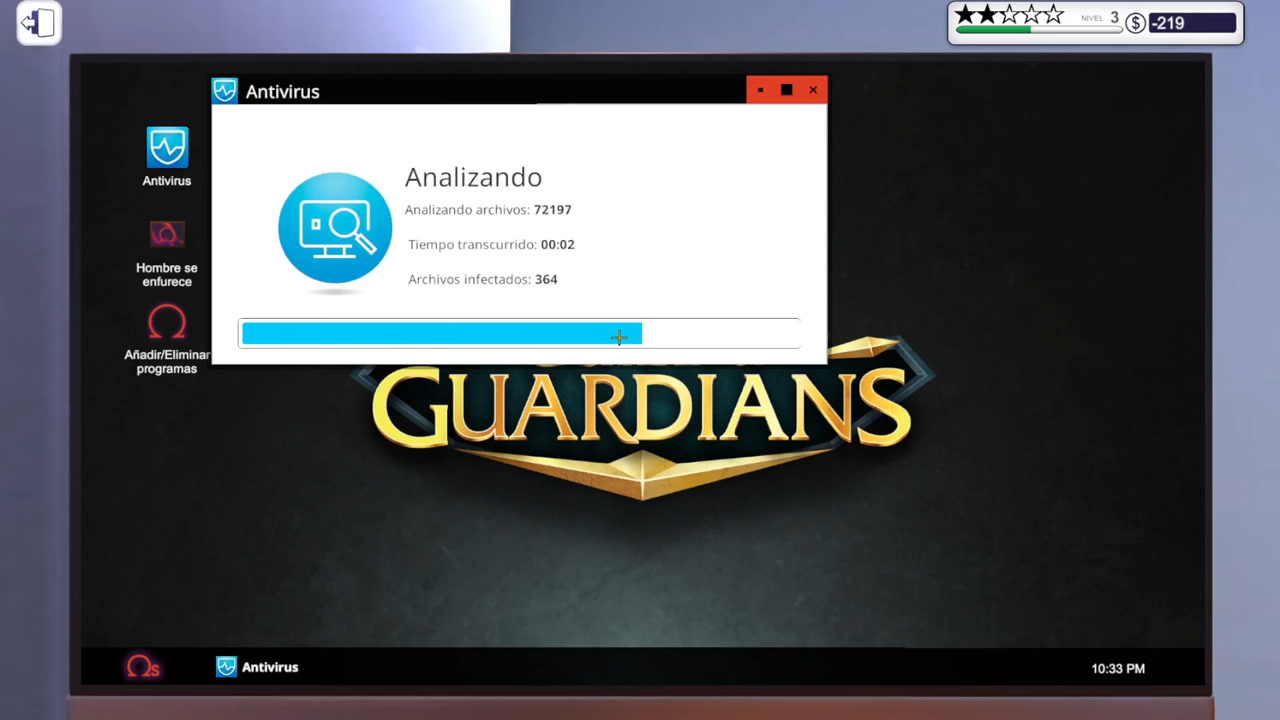 NIVEL 3
-219
Antivirus
Analizando
Analizando archivos: 72197
Tiempo transcurrido: 00:02
Archivos infectados: 364
Antivirus
Hombre se
enfurece
Añadir/Eliminar
programas
GUARDIANS
Ωs
Antivirus
10:33 PM